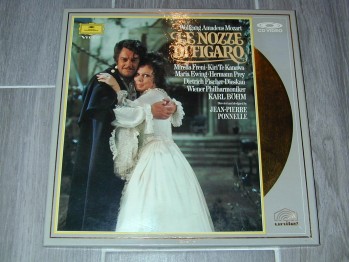 Wolfgang Amadeus Mozart
LE NOZZE
DI FIGARO
Mirella Freni · Kiri Te Kanawa
Maria Ewing · Hermann Prey
Dietrich Fischer-Dieskau
Wiener Philharmoniker
KARL BÖHM
JEAN-PIERRE
PONNELLE